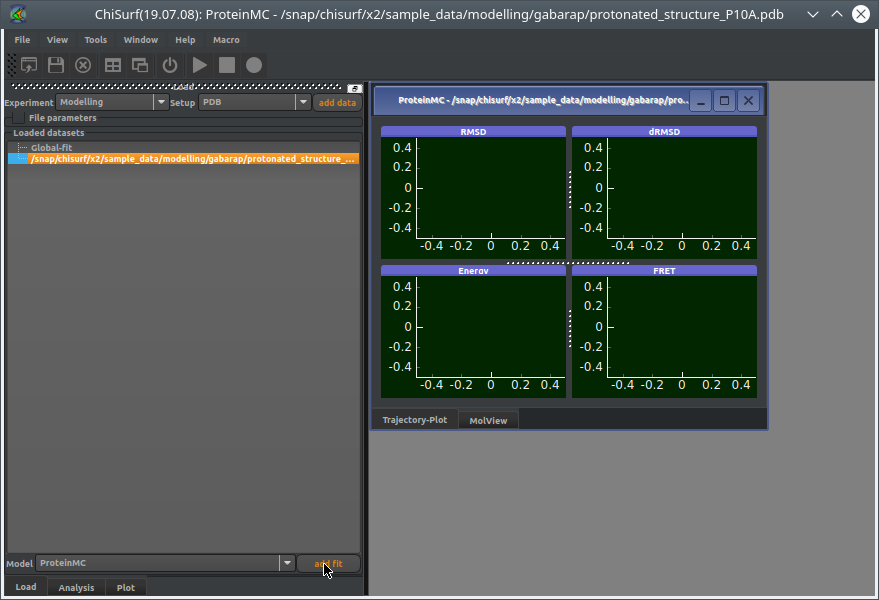 ChiSurf(19.07.08): ProteinMC - /snap/chisurf/x2/sample_data/modelling/gabarap/protonated_structure_P10A.pdb
File View Tools Window Help Macro
Load
Experiment Modelling Setup PDB add data
File parameters
Loaded datasets
Global-fit
/snap/chisurf/x2/sample_data/modelling/gabarap/protonated_structure_...
Model ProteinMC add fit
Load Analysis Plot
ProteinMC - /snap/chisurf/x2/sample_data/modelling/gabarap/pro...
RMSD
0.4
0.2
0
-0.2
-0.4
-0.4 -0.2 0 0.2 0.4
dRMSD
0.4
0.2
0
-0.2
-0.4
-0.4 -0.2 0 0.2 0.4
Energy
0.4
0.2
0
-0.2
-0.4
-0.4 -0.2 0 0.2 0.4
FRET
0.4
0.2
0
-0.2
-0.4
-0.4 -0.2 0 0.2 0.4
Trajectory-Plot MolView